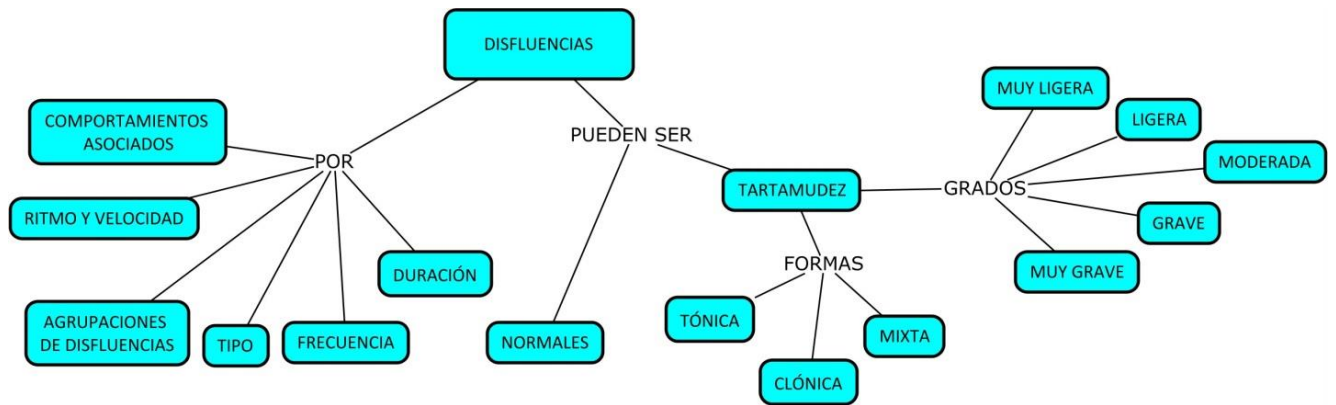 DISFLUENCIAS
PUEDEN SER
POR
COMPORTAMIENTOS
ASOCIADOS
RITMO Y VELOCIDAD
AGRUPACIONES
DE DISFLUENCIAS
TIPO
FRECUENCIA
DURACIÓN
NORMALES
TARTAMUDEZ
FORMAS
TÓNICA
CLÓNICA
MIXTA
GRADOS
MUY LIGERA
LIGERA
MODERADA
GRAVE
MUY GRAVE